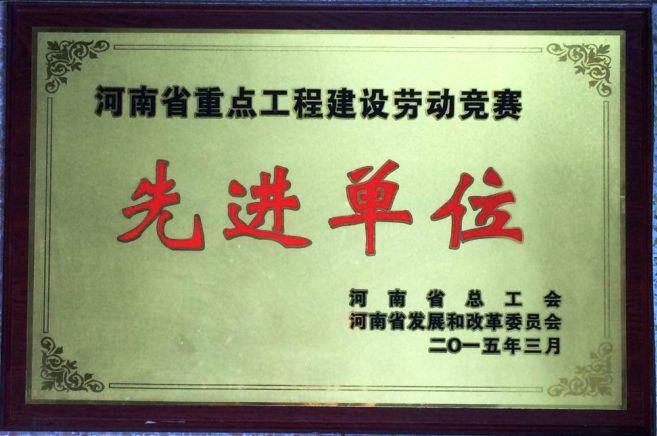 河南省重点工程建设劳动竞赛
先进单位
河南省总工会
河南省发展和改革委员会
二O一五年三月